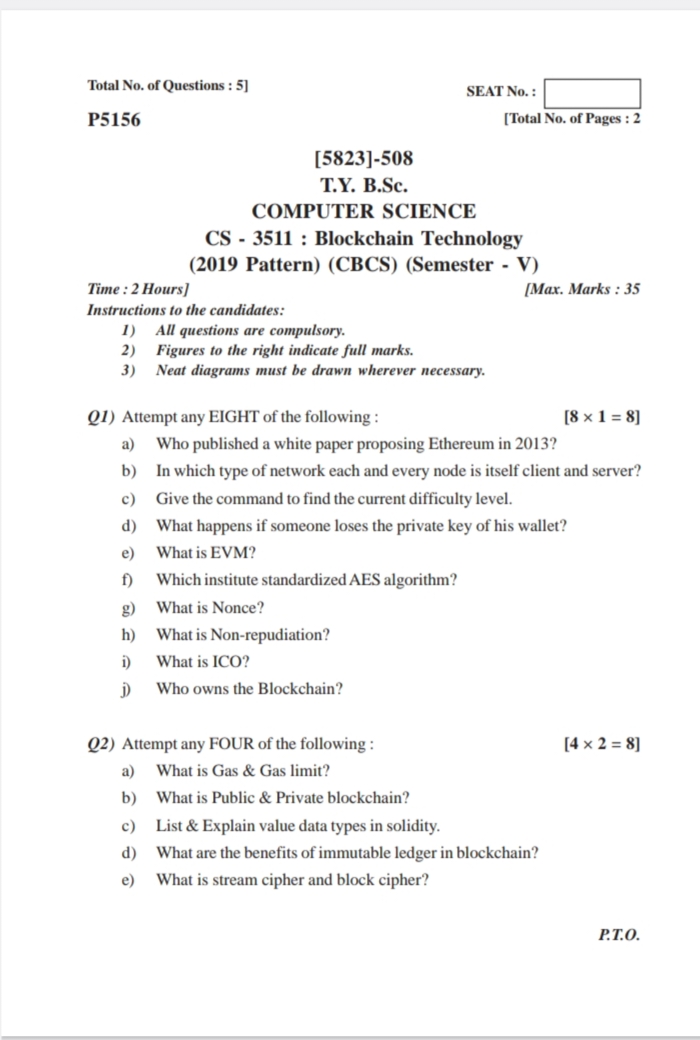 Total No. of Questions : 5]
SEAT No. :
P5156
[Total No. of Pages : 2
[5823]-508
T.Y. B.Sc.
COMPUTER SCIENCE
CS - 3511 : Blockchain Technology
(2019 Pattern) (CBCS) (Semester - V)
Time : 2 Hours] [Max. Marks : 35
Instructions to the candidates:
1) All questions are compulsory.
2) Figures to the right indicate full marks.
3) Neat diagrams must be drawn wherever necessary.
Q1) Attempt any EIGHT of the following : [8 × 1 = 8]
a) Who published a white paper proposing Ethereum in 2013?
b) In which type of network each and every node is itself client and server?
c) Give the command to find the current difficulty level.
d) What happens if someone loses the private key of his wallet?
e) What is EVM?
f) Which institute standardized AES algorithm?
g) What is Nonce?
h) What is Non-repudiation?
i) What is ICO?
j) Who owns the Blockchain?
Q2) Attempt any FOUR of the following : [4 × 2 = 8]
a) What is Gas & Gas limit?
b) What is Public & Private blockchain?
c) List & Explain value data types in solidity.
d) What are the benefits of immutable ledger in blockchain?
e) What is stream cipher and block cipher?
P.T.O.